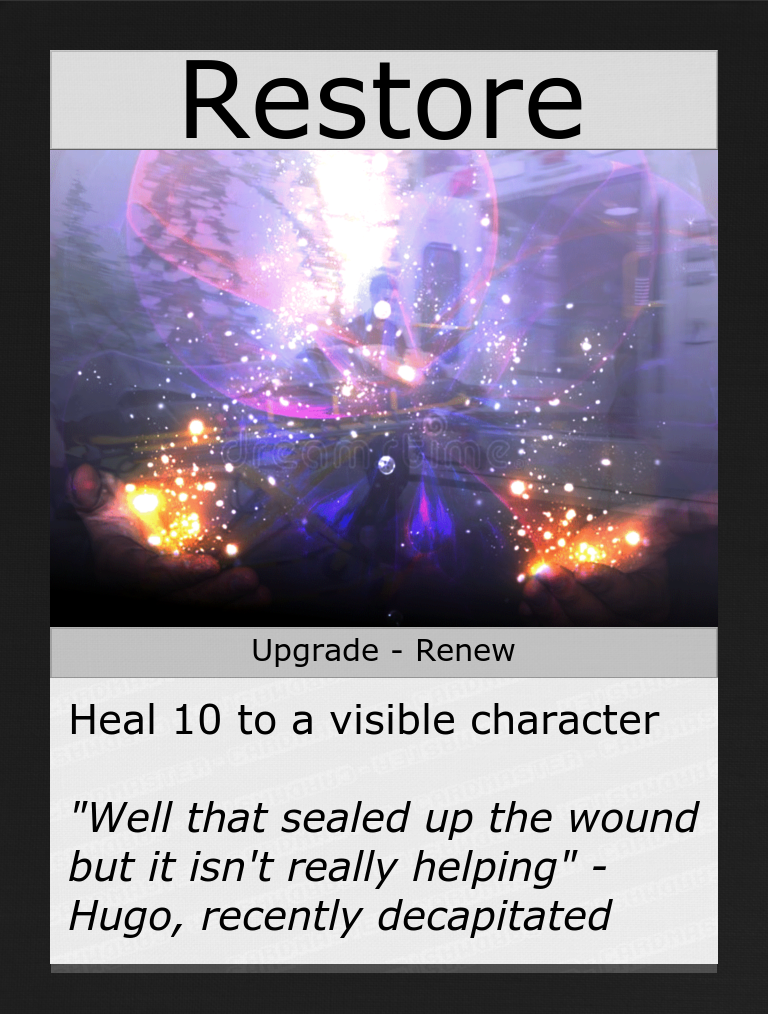 Restore
dreamstime
Upgrade - Renew
Heal 10 to a visible character
"Well that sealed up the wound
but it isn't really helping" -
Hugo, recently decapitated